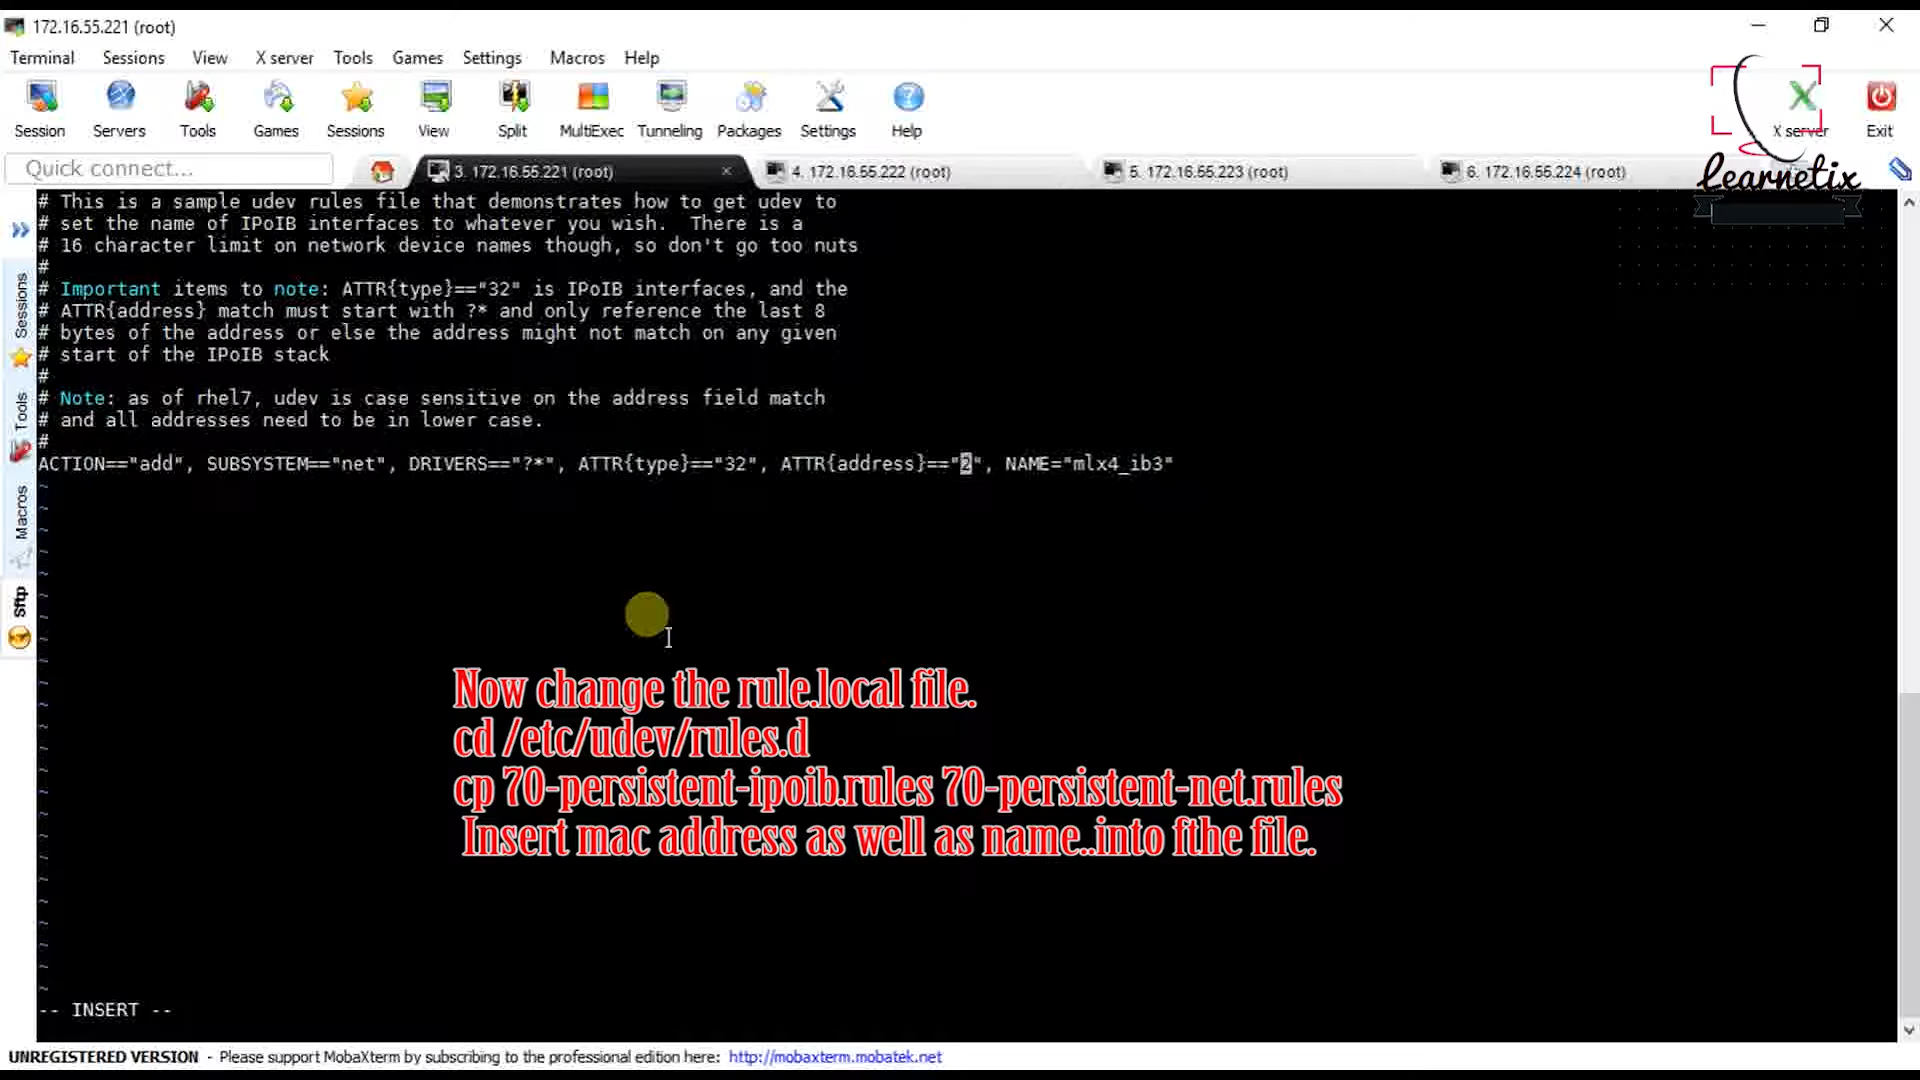 172.16.55.221 (root)
Terminal Sessions View X server Tools Games Settings Macros Help
Session Servers Tools Games Sessions View Split MultiExec Tunneling Packages Settings Help X server Exit
Quick connect... 3. 172.16.55.221 (root) 4. 172.16.55.222 (root) 5. 172.16.55.223 (root) 6. 172.16.55.224 (root)
Learnetix
Sessions
Tools
Macros
Sftp
# This is a sample udev rules file that demonstrates how to get udev to
# set the name of IPoIB interfaces to whatever you wish.  There is a
# 16 character limit on network device names though, so don't go too nuts
#
# Important items to note: ATTR{type}=="32" is IPoIB interfaces, and the
# ATTR{address} match must start with ?* and only reference the last 8
# bytes of the address or else the address might not match on any given
# start of the IPoIB stack
#
# Note: as of rhel7, udev is case sensitive on the address field match
# and all addresses need to be in lower case.
#
ACTION=="add", SUBSYSTEM=="net", DRIVERS=="?*", ATTR{type}=="32", ATTR{address}=="2", NAME="mlx4_ib3"
Now change the rule.local file.
cd /etc/udev/rules.d
cp 70-persistent-ipoib.rules 70-persistent-net.rules
Insert mac address as well as name..into fthe file.
-- INSERT --
UNREGISTERED VERSION - Please support MobaXterm by subscribing to the professional edition here: http://mobaxterm.mobatek.net